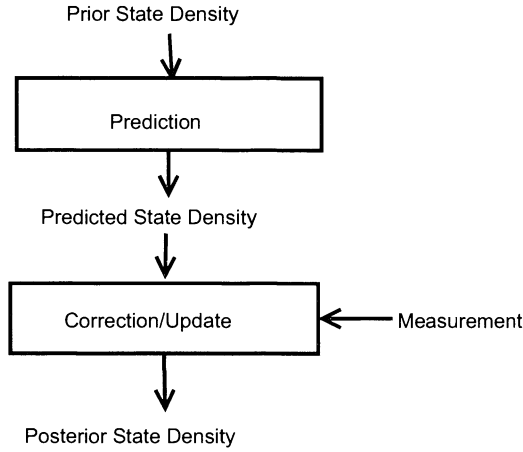 Prior State Density
Prediction
Predicted State Density
Correction/Update
Measurement
Posterior State Density